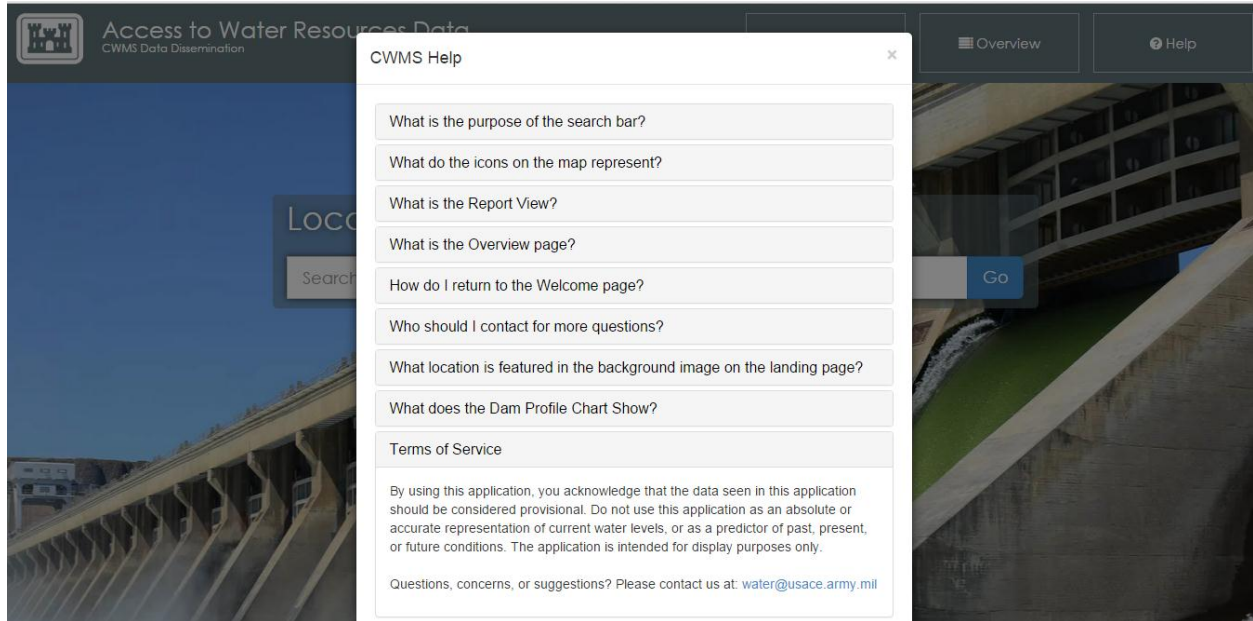 Access to Water Resources Data
CWMS Data Dissemination
Overview
Help
CWMS Help
×
What is the purpose of the search bar?
What do the icons on the map represent?
What is the Report View?
What is the Overview page?
How do I return to the Welcome page?
Who should I contact for more questions?
What location is featured in the background image on the landing page?
What does the Dam Profile Chart Show?
Terms of Service
By using this application, you acknowledge that the data seen in this application
should be considered provisional. Do not use this application as an absolute or
accurate representation of current water levels, or as a predictor of past, present,
or future conditions. The application is intended for display purposes only.
Questions, concerns, or suggestions? Please contact us at: water@usace.army.mil
Search
Go